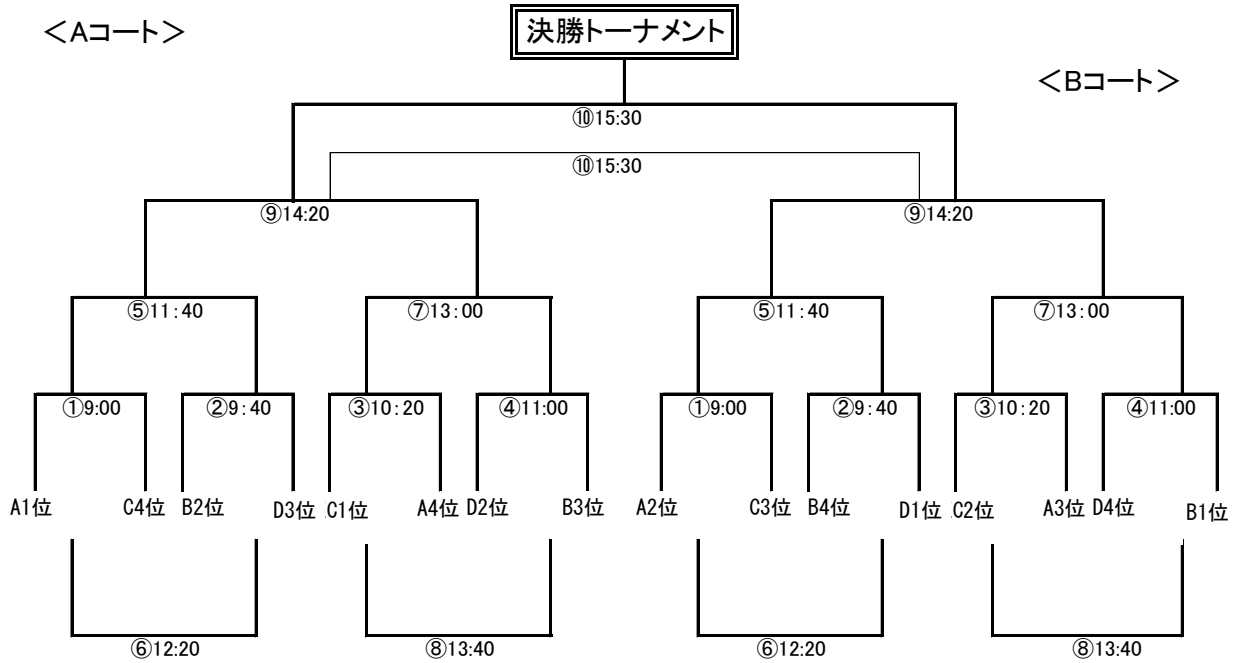 ＜Aコート＞
決勝トーナメント
＜Bコート＞
⑩15:30
⑩15:30
⑨14:20 ⑨14:20
⑤11:40 ⑦13:00 ⑤11:40 ⑦13:00
①9:00 ②9:40 ③10:20 ④11:00 ①9:00 ②9:40 ③10:20 ④11:00
A1位 C4位 B2位 D3位 C1位 A4位 D2位 B3位 A2位 C3位 B4位 D1位 C2位 A3位 D4位 B1位
⑥12:20 ⑧13:40 ⑥12:20 ⑧13:40